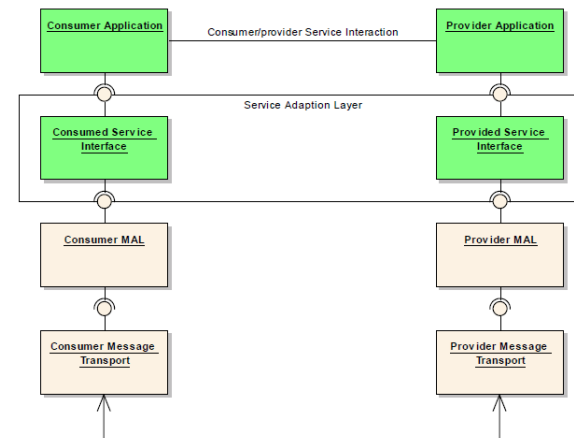 Consumer Application
Consumer/provider Service Interaction
Provider Application
Service Adaption Layer
Consumed Service
Interface
Provided Service
Interface
Consumer MAL
Provider MAL
Consumer Message
Transport
Provider Message
Transport